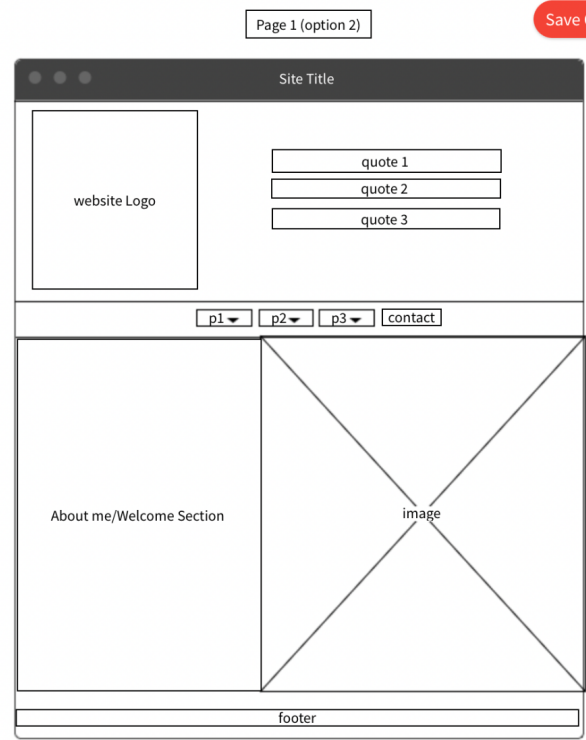 Page 1 (option 2)
Save
Site Title
website Logo
quote 1
quote 2
quote 3
p1 p2 p3 contact
About me/Welcome Section
image
footer